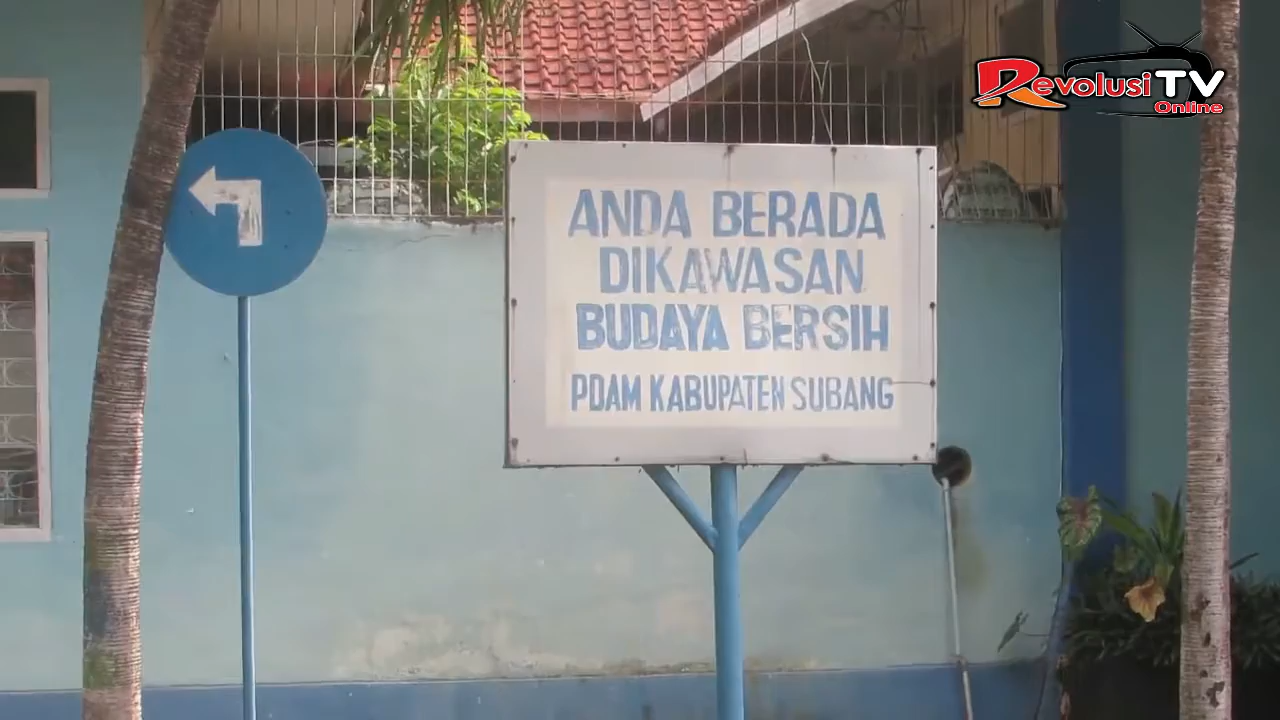 Revolusi TV
Online
ANDA BERADA
DIKAWASAN
BUDAYA BERSIH
PDAM KABUPATEN SUBANG